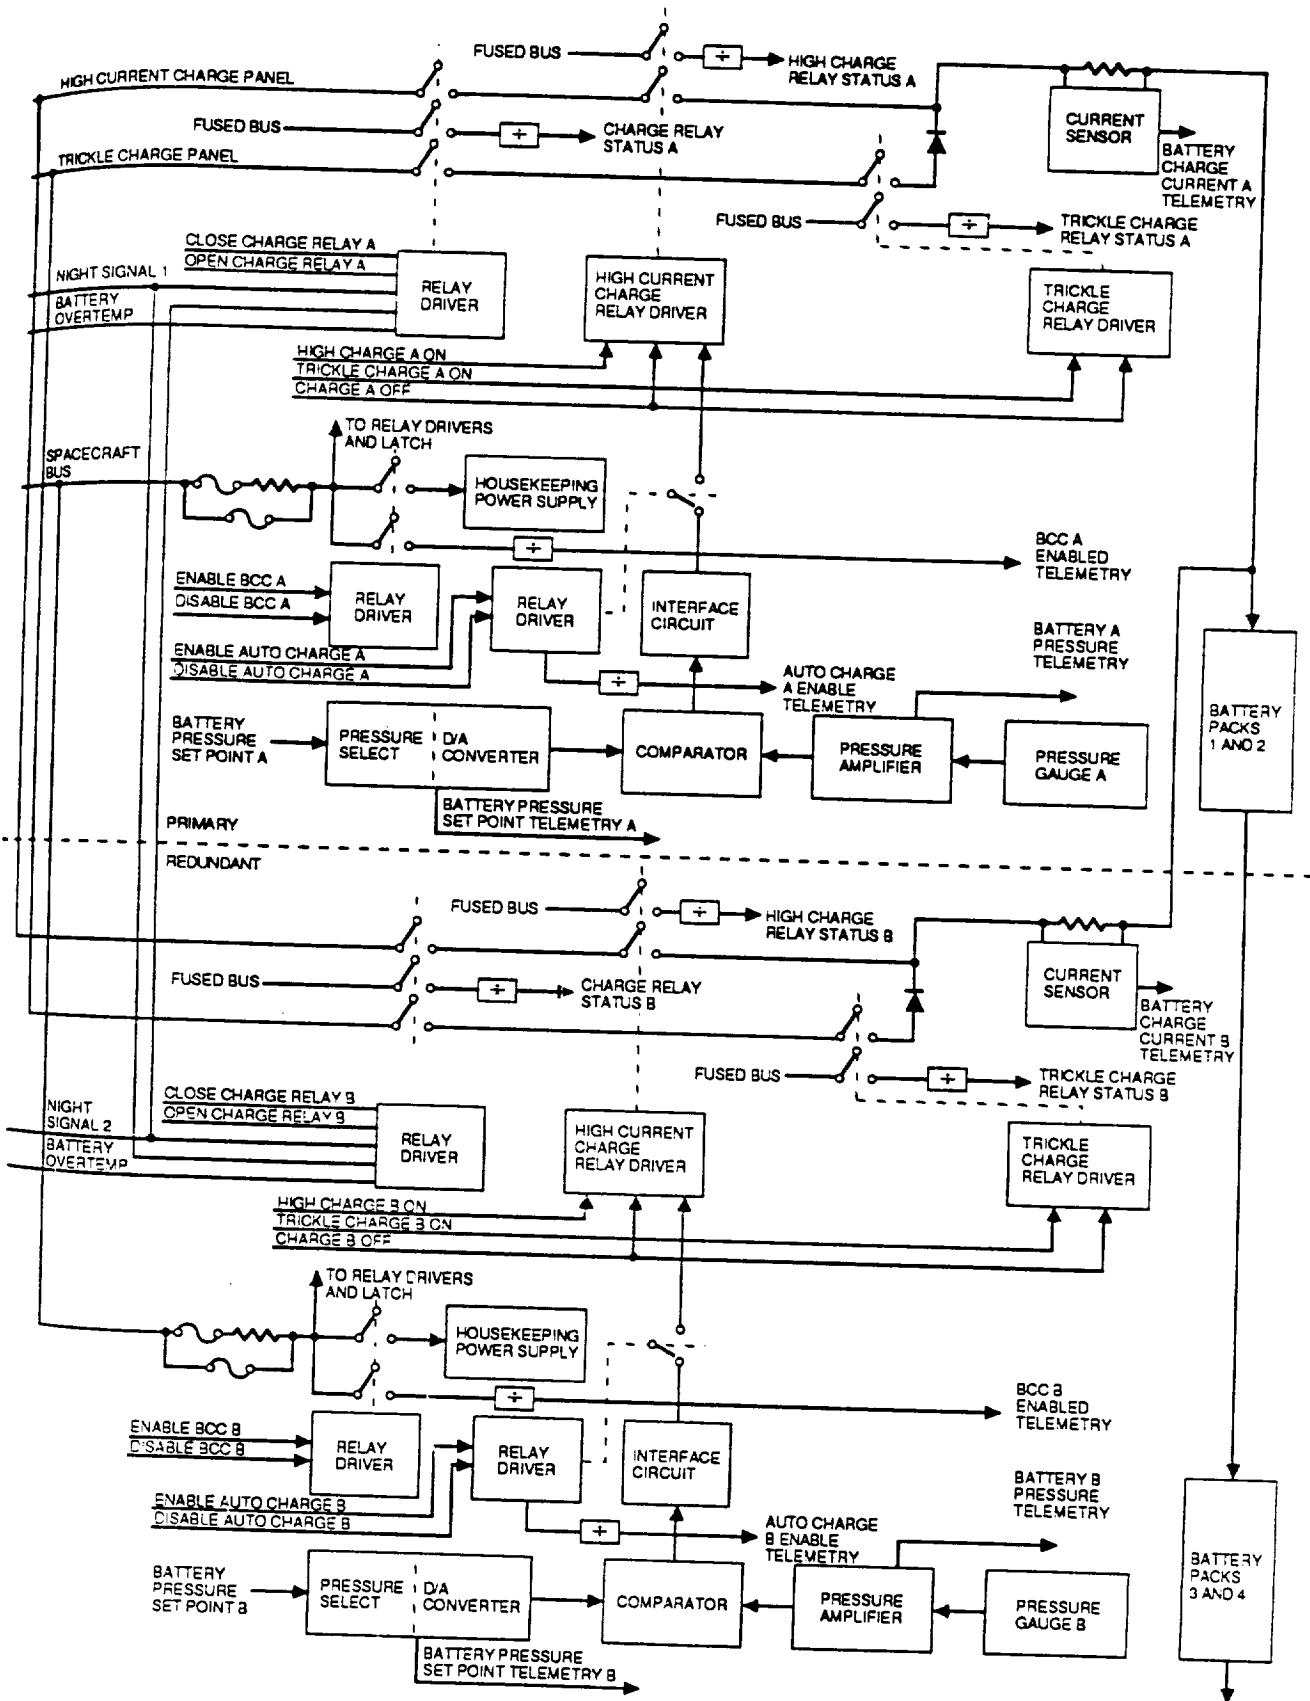 FUSED BUS
HIGH CHARGE
RELAY STATUS A
HIGH CURRENT CHARGE PANEL
FUSED BUS
CHARGE RELAY
STATUS A
CURRENT
SENSOR
TRICKLE CHARGE PANEL
BATTERY
CHARGE
CURRENT A
TELEMETRY
FUSED BUS
TRICKLE CHARGE
RELAY STATUS A
CLOSE CHARGE RELAY A
OPEN CHARGE RELAY A
NIGHT SIGNAL 1
BATTERY
OVERTEMP
RELAY
DRIVER
HIGH CURRENT
CHARGE
RELAY DRIVER
TRICKLE
CHARGE
RELAY DRIVER
HIGH CHARGE A ON
TRICKLE CHARGE A ON
CHARGE A OFF
TO RELAY DRIVERS
AND LATCH
SPACECRAFT
BUS
HOUSEKEEPING
POWER SUPPLY
÷
BCC A
ENABLED
TELEMETRY
ENABLE BCC A
DISABLE BCC A
RELAY
DRIVER
RELAY
DRIVER
INTERFACE
CIRCUIT
ENABLE AUTO CHARGE A
DISABLE AUTO CHARGE A
BATTERY A
PRESSURE
TELEMETRY
÷
AUTO CHARGE
A ENABLE
TELEMETRY
BATTERY
PRESSURE
SET POINT A
PRESSURE
SELECT
D/A
CONVERTER
COMPARATOR
PRESSURE
AMPLIFIER
PRESSURE
GAUGE A
BATTERY
PACKS
1 AND 2
BATTERY PRESSURE
SET POINT TELEMETRY A
PRIMARY
REDUNDANT
FUSED BUS
÷
HIGH CHARGE
RELAY STATUS B
FUSED BUS
÷
CHARGE RELAY
STATUS B
CURRENT
SENSOR
BATTERY
CHARGE
CURRENT B
TELEMETRY
FUSED BUS
÷
TRICKLE CHARGE
RELAY STATUS B
CLOSE CHARGE RELAY B
OPEN CHARGE RELAY B
NIGHT
SIGNAL 2
BATTERY
OVERTEMP
RELAY
DRIVER
HIGH CURRENT
CHARGE
RELAY DRIVER
TRICKLE
CHARGE
RELAY DRIVER
HIGH CHARGE B ON
TRICKLE CHARGE B ON
CHARGE B OFF
TO RELAY DRIVERS
AND LATCH
HOUSEKEEPING
POWER SUPPLY
÷
BCC B
ENABLED
TELEMETRY
ENABLE BCC B
DISABLE BCC B
RELAY
DRIVER
RELAY
DRIVER
INTERFACE
CIRCUIT
ENABLE AUTO CHARGE B
DISABLE AUTO CHARGE B
BATTERY B
PRESSURE
TELEMETRY
÷
AUTO CHARGE
B ENABLE
TELEMETRY
BATTERY
PRESSURE
SET POINT B
PRESSURE
SELECT
D/A
CONVERTER
COMPARATOR
PRESSURE
AMPLIFIER
PRESSURE
GAUGE B
BATTERY
PACKS
3 AND 4
BATTERY PRESSURE
SET POINT TELEMETRY B